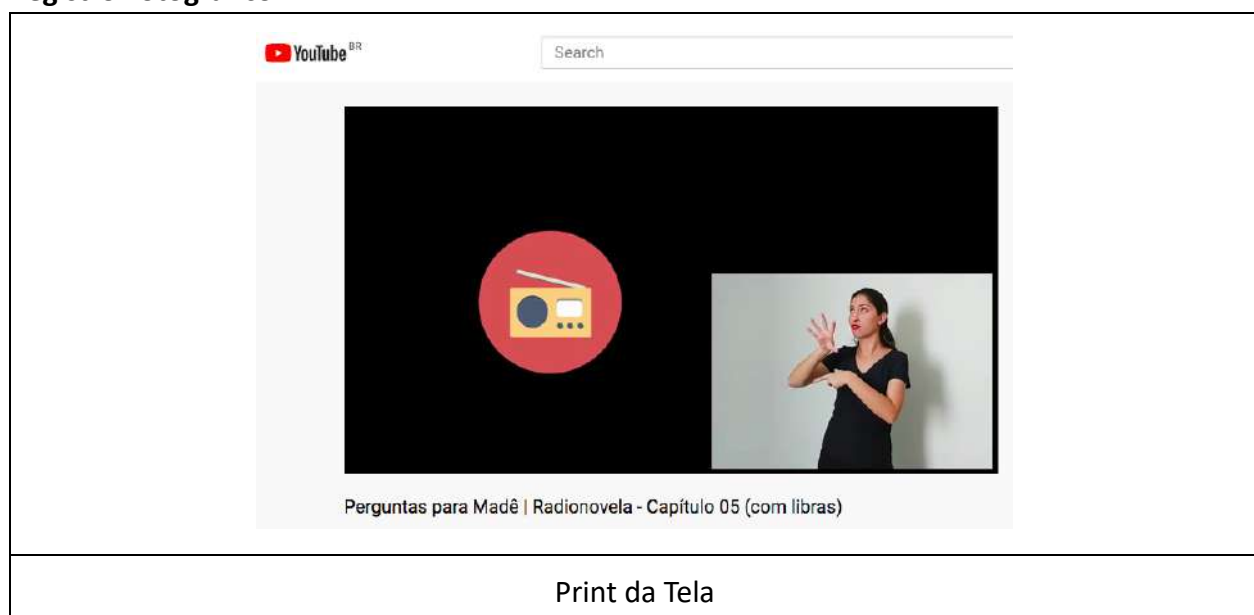 YouTube BR
Search
Perguntas para Madê | Radionovela - Capítulo 05 (com libras)
Print da Tela